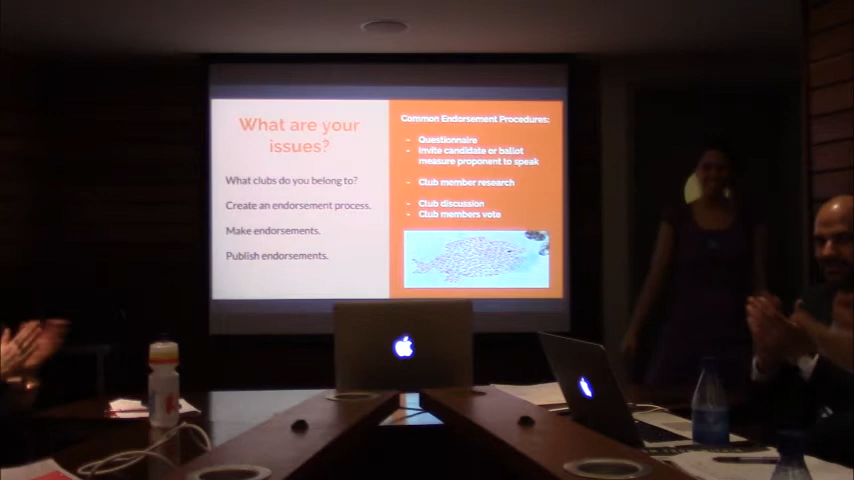 What are your
issues?
What clubs do you belong to?
Create an endorsement process.
Make endorsements.
Publish endorsements.
Common Endorsement Procedures:
- Questionnaire
- Invite candidate or ballot
measure proponent to speak
- Club member research
- Club discussion
- Club members vote